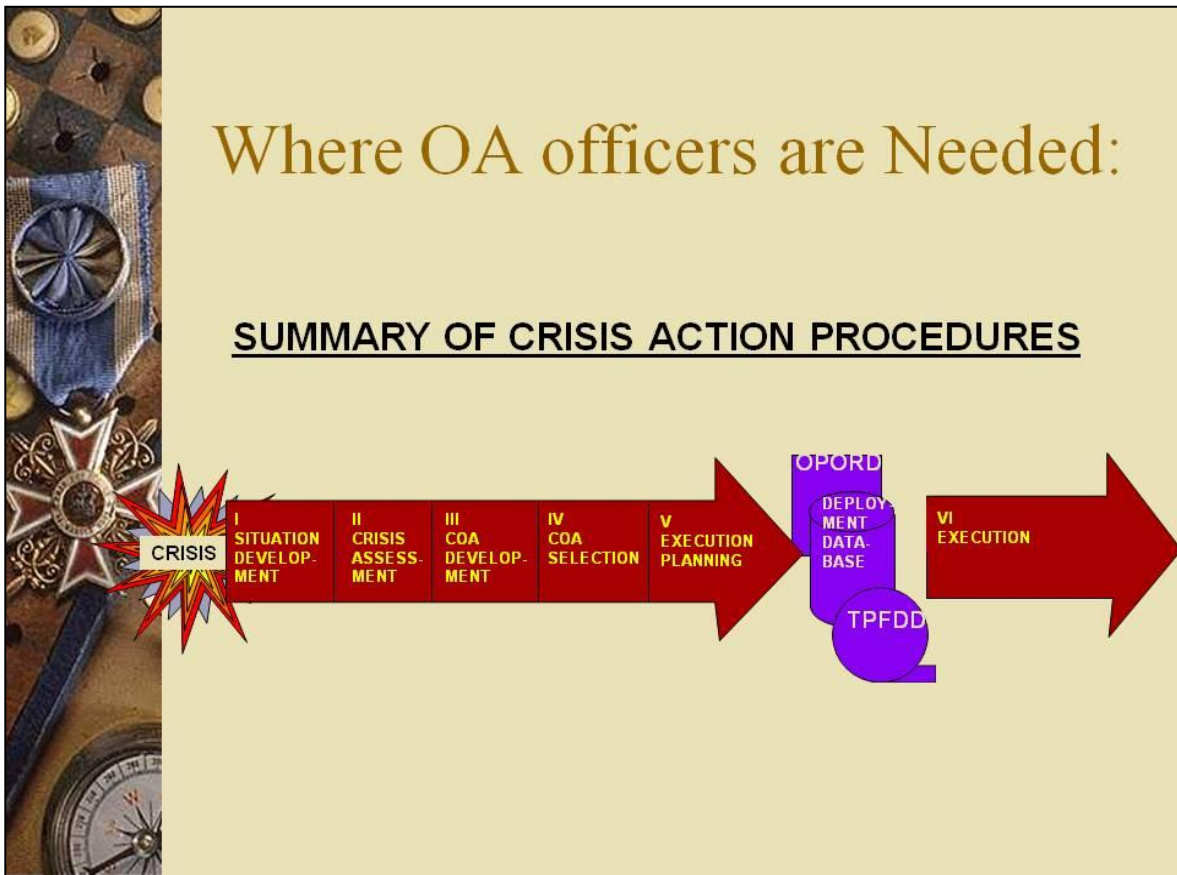 Where OA officers are Needed:
SUMMARY OF CRISIS ACTION PROCEDURES
CRISIS
I
SITUATION
DEVELOP-
MENT
II
CRISIS
ASSESS-
MENT
III
COA
DEVELOP-
MENT
IV
COA
SELECTION
V
EXECUTION
PLANNING
OPORD
DEPLOY-
MENT
DATA-
BASE
TPFDD
VI
EXECUTION